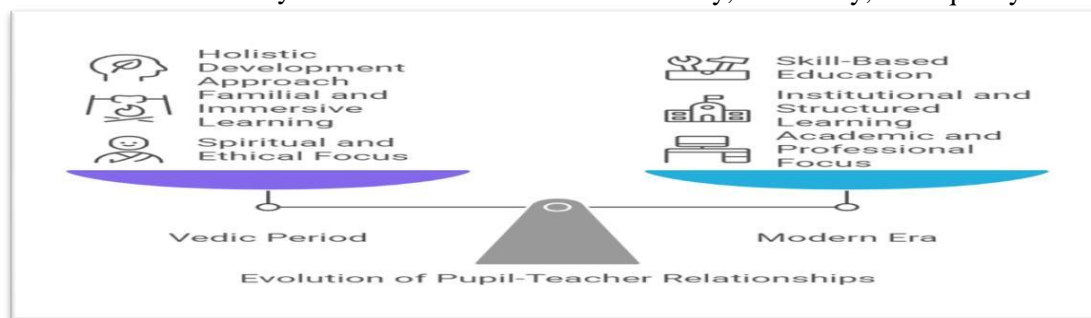 Holistic
Development
Approach
Familial and
Immersive
Learning
Spiritual and
Ethical Focus
Skill-Based
Education
Institutional and
Structured
Learning
Academic and
Professional
Focus
Vedic Period
Modern Era
Evolution of Pupil-Teacher Relationships